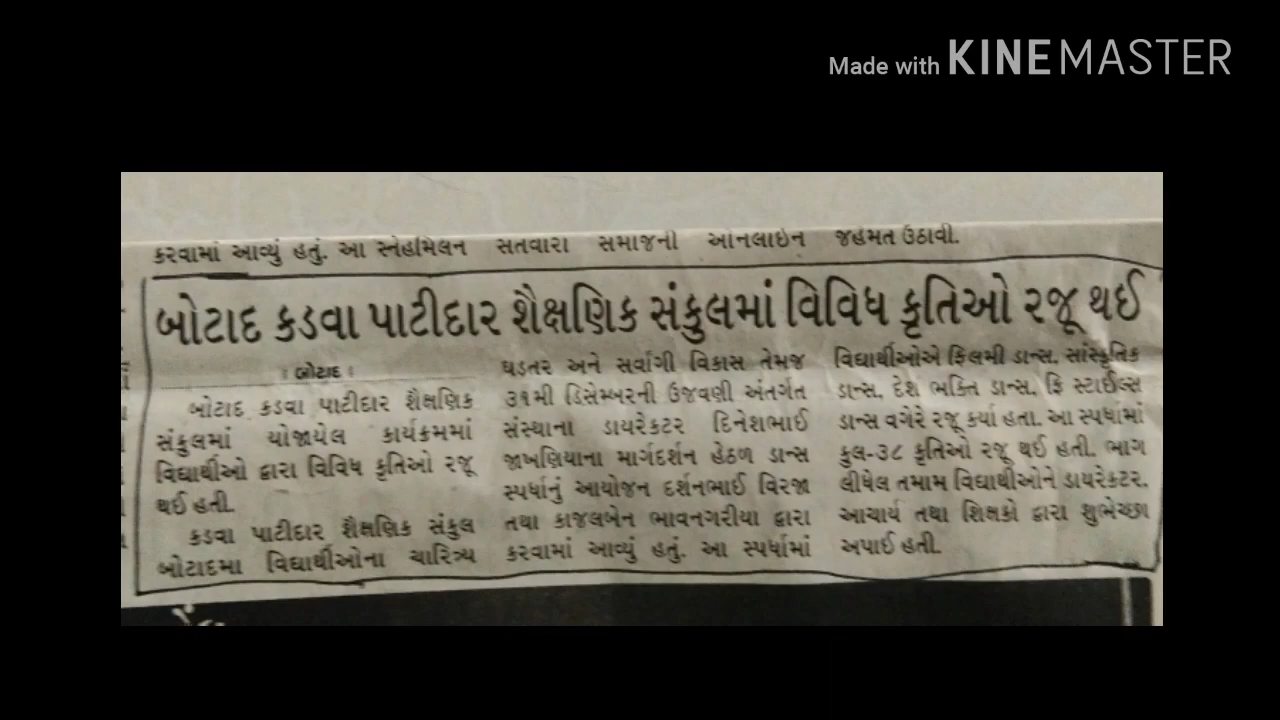 Made with KINEMASTER
કરવામાં આવ્યું હતું. આ સ્નેહમિલન સતવારા સમાજની ઓનલાઇન જહમત ઉઠાવી.
બોટાદ કડવા પાટીદાર શૈક્ષણિક સંકુલમાં વિવિધ કૃતિઓ રજૂ થઈ
। બોટાદ ।
બોટાદ કડવા પાટીદાર શૈક્ષણિક
સંકુલમાં યોજાયેલ કાર્યક્રમમાં
વિદ્યાર્થીઓ દ્વારા વિવિધ કૃતિઓ રજૂ
થઈ હતી.
કડવા પાટીદાર શૈક્ષણિક સંકુલ
બોટાદમા વિદ્યાર્થીઓના ચારિત્ર્ય
ઘડતર અને સર્વાંગી વિકાસ તેમજ
૩૧મી ડિસેમ્બરની ઉજવણી અંતર્ગત
સંસ્થાના ડાયરેકટર દિનેશભાઈ
જાખણિયાના માર્ગદર્શન હેઠળ ડાન્સ
સ્પર્ધાનું આયોજન દર્શનભાઈ વિરજા
તથા કાજલબેન ભાવનગરીયા દ્વારા
કરવામાં આવ્યું હતું. આ સ્પર્ધામાં
વિદ્યાર્થીઓએ ફિલમી ડાન્સ, સાંસ્કૃતિક
ડાન્સ, દેશ ભક્તિ ડાન્સ, ફ્રિ સ્ટાઈલ્સ
ડાન્સ વગેરે રજૂ કર્યા હતા. આ સ્પર્ધામાં
કુલ-૩૮ કૃતિઓ રજૂ થઈ હતી. ભાગ
લીધેલ તમામ વિદ્યાર્થીઓને ડાયરેકટર,
આચાર્ય તથા શિક્ષકો દ્વારા શુભેચ્છા
અપાઈ હતી.